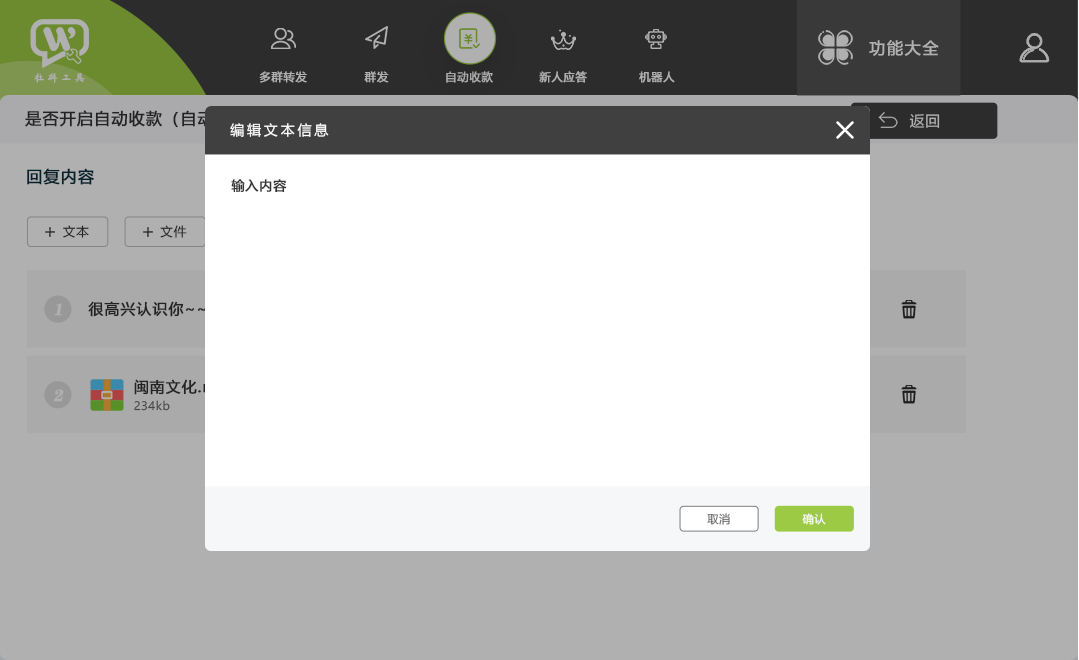 社群工具
多群转发
群发
自动收款
新人应答
机器人
功能大全
是否开启自动收款（自动
返回
编辑文本信息
回复内容
输入内容
+ 文本
+ 文件
1
很高兴认识你~~
2
闽南文化.r
234kb
取消
确认